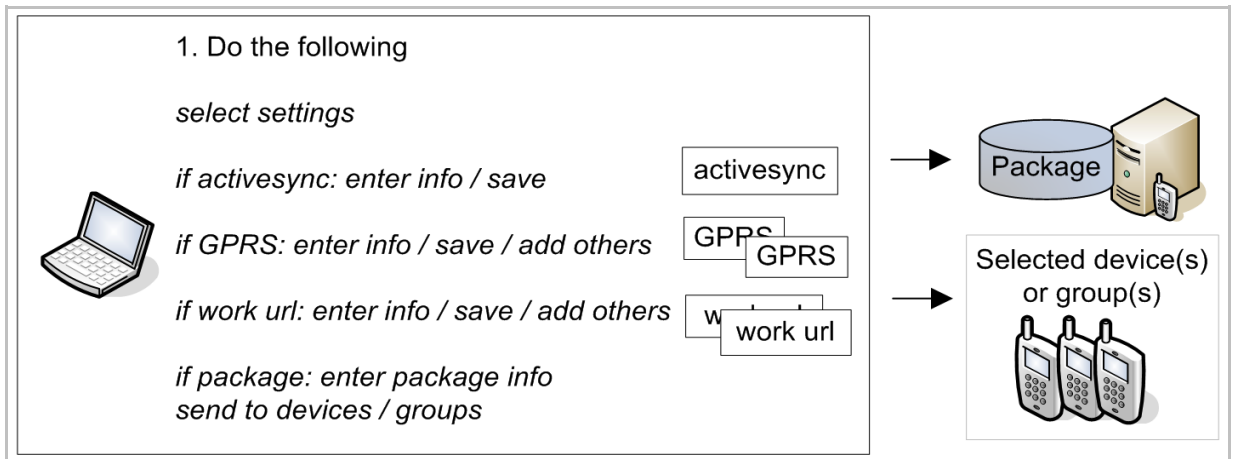 1. Do the following
select settings
if activesync: enter info / save
activesync
if GPRS: enter info / save / add others
GPRS
GPRS
if work url: enter info / save / add others
work url
if package: enter package info
send to devices / groups
Package
Selected device(s)
or group(s)